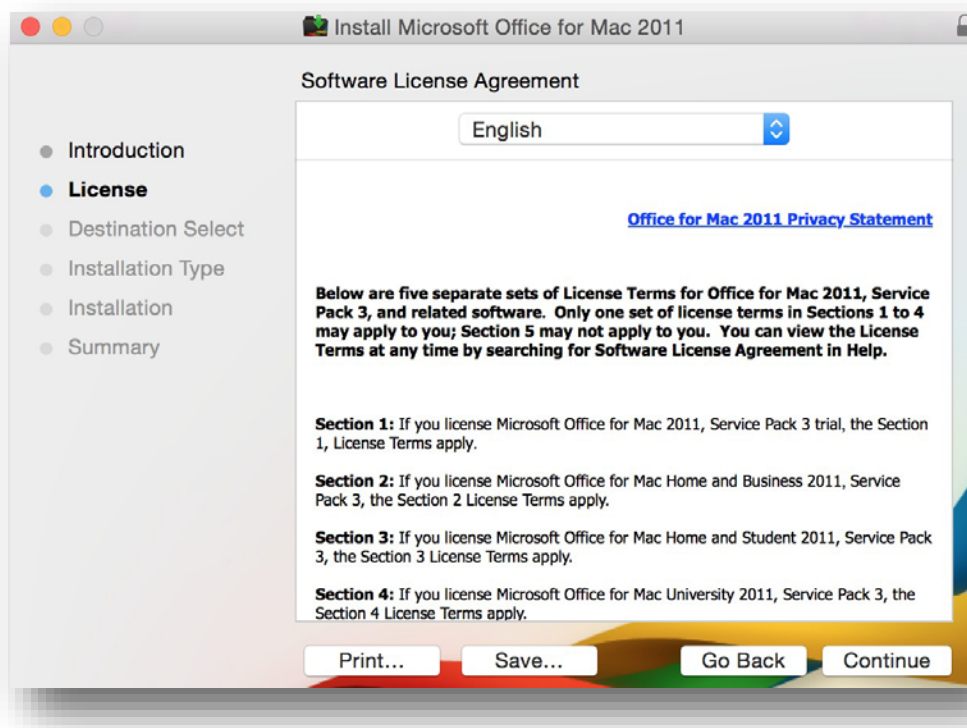 Install Microsoft Office for Mac 2011
Software License Agreement
Introduction
License
Destination Select
Installation Type
Installation
Summary
English
Office for Mac 2011 Privacy Statement
Below are five separate sets of License Terms for Office for Mac 2011, Service
Pack 3, and related software. Only one set of license terms in Sections 1 to 4
may apply to you; Section 5 may not apply to you. You can view the License
Terms at any time by searching for Software License Agreement in Help.
Section 1: If you license Microsoft Office for Mac 2011, Service Pack 3 trial, the Section
1, License Terms apply.
Section 2: If you license Microsoft Office for Mac Home and Business 2011, Service
Pack 3, the Section 2 License Terms apply.
Section 3: If you license Microsoft Office for Mac Home and Student 2011, Service Pack
3, the Section 3 License Terms apply.
Section 4: If you license Microsoft Office for Mac University 2011, Service Pack 3, the
Section 4 License Terms apply.
Print...
Save...
Go Back
Continue